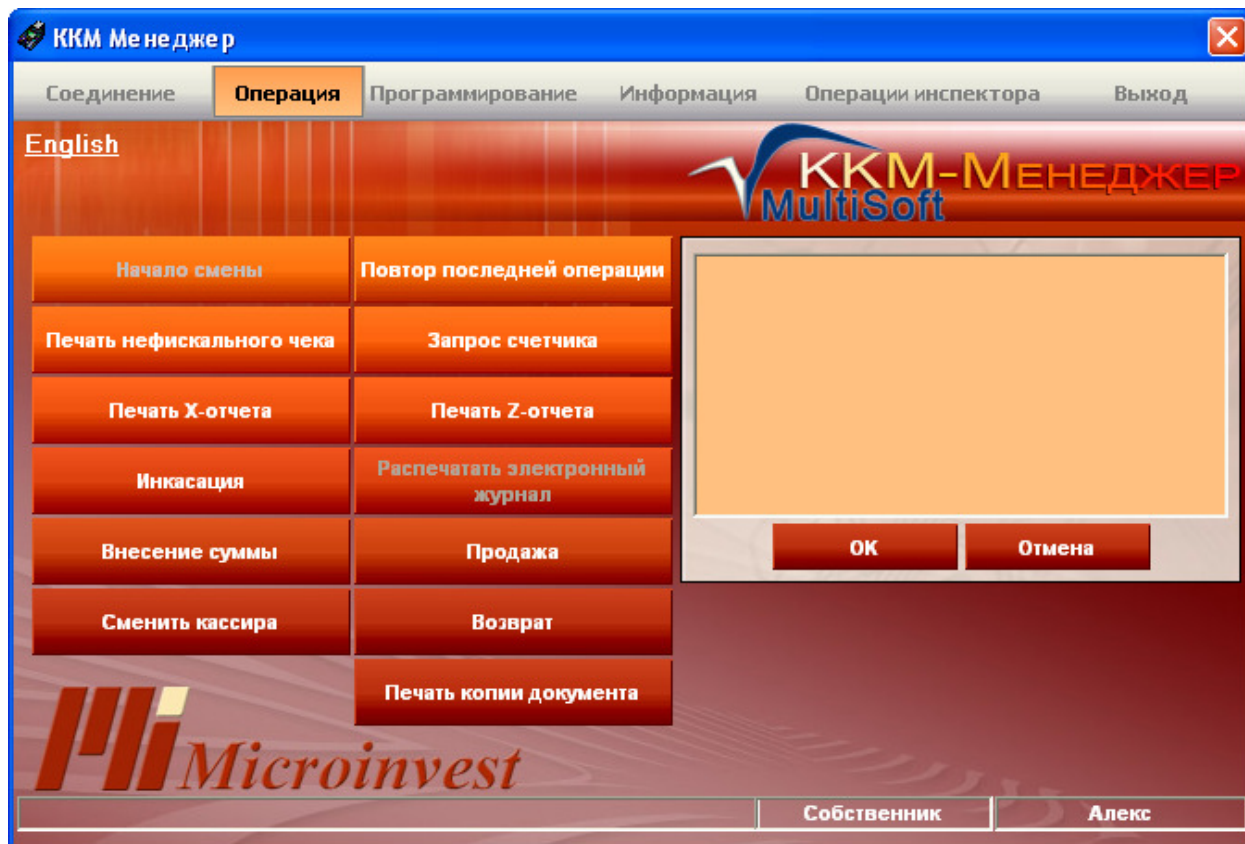 ККМ Менеджер
Соединение Операция Программирование Информация Операции инспектора Выход
English
ККМ-МЕНЕДЖЕР
MultiSoft
Начало смены Повтор последней операции
Печать нефискального чека Запрос счетчика
Печать X-отчета Печать Z-отчета
Инкасация Распечатать электронный
журнал
Внесение суммы Продажа
ОК Отмена
Сменить кассира Возврат
Печать копии документа
Mi Microinvest
Собственник Алекс